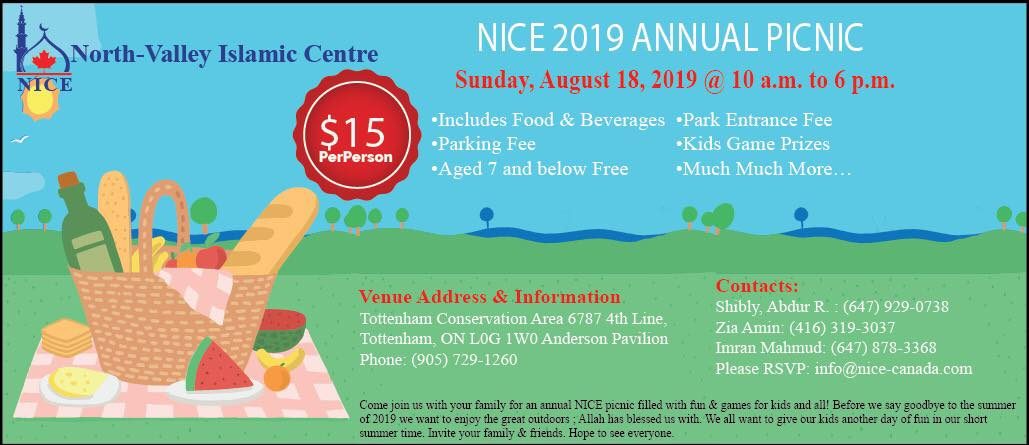 NICE
North-Valley Islamic Centre
NICE 2019 ANNUAL PICNIC
Sunday, August 18, 2019 @ 10 a.m. to 6 p.m.
$15
PerPerson
•Includes Food & Beverages
•Parking Fee
•Aged 7 and below Free
•Park Entrance Fee
•Kids Game Prizes
•Much Much More…
Venue Address & Information
Tottenham Conservation Area 6787 4th Line,
Tottenham, ON L0G 1W0 Anderson Pavilion
Phone: (905) 729-1260
Contacts:
Shibly, Abdur R. : (647) 929-0738
Zia Amin: (416) 319-3037
Imran Mahmud: (647) 878-3368
Please RSVP: info@nice-canada.com
Come join us with your family for an annual NICE picnic filled with fun & games for kids and all! Before we say goodbye to the summer
of 2019 we want to enjoy the great outdoors ; Allah has blessed us with. We all want to give our kids another day of fun in our short
summer time. Invite your family & friends. Hope to see everyone.